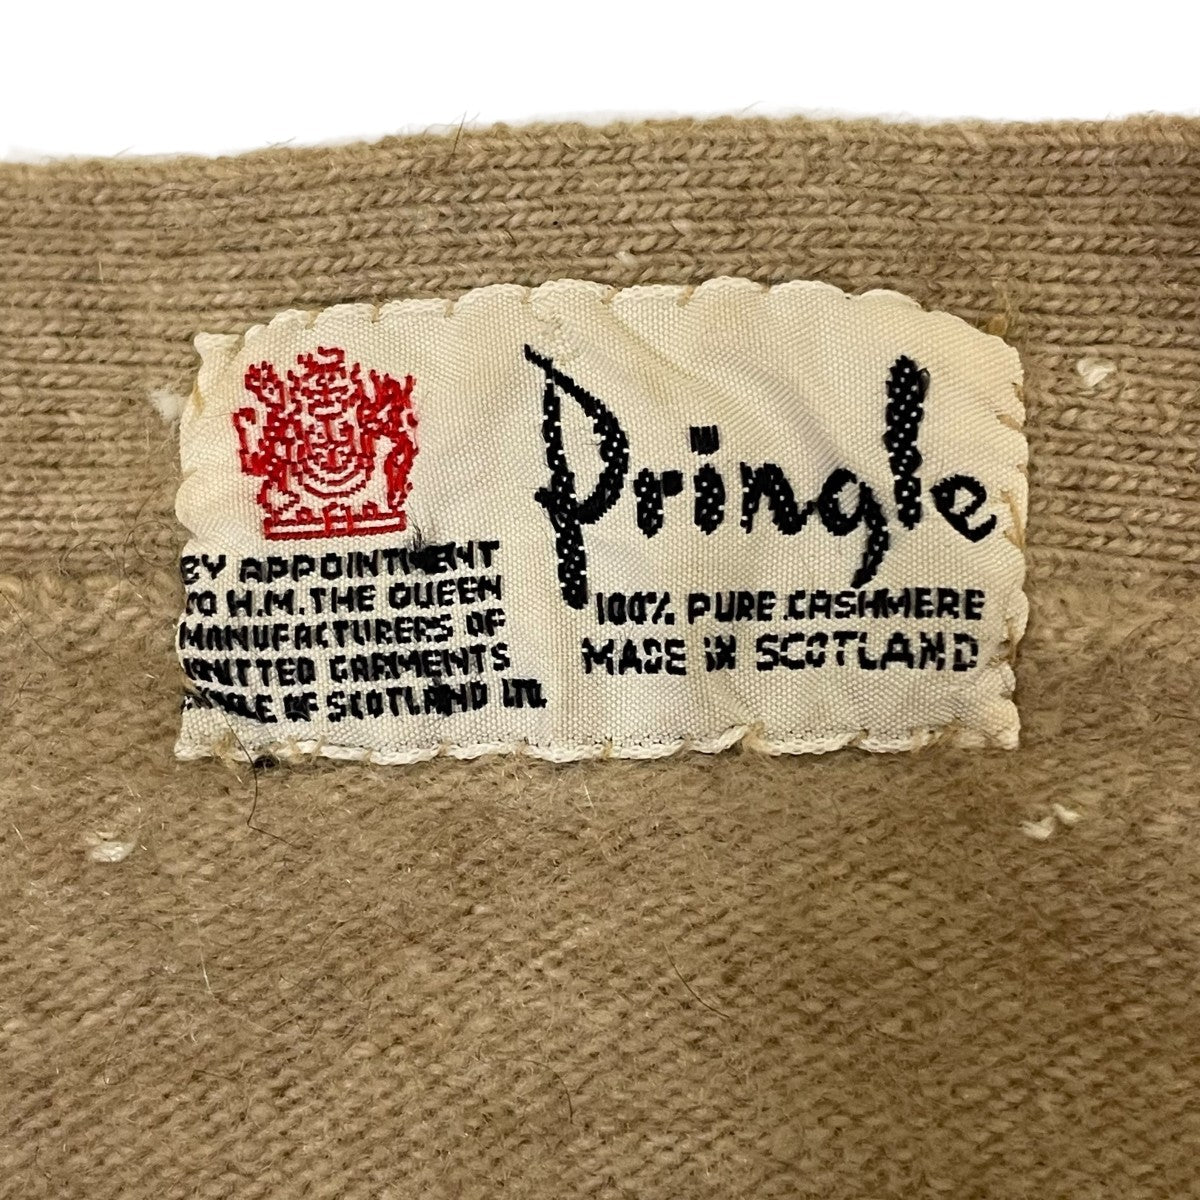 Pringle
100% PURE CASHMERE
MADE IN SCOTLAND
BY APPOINTMENT
TO H.M. THE QUEEN
MANUFACTURERS OF
KNITTED GARMENTS
PRINGLE OF SCOTLAND LTD.